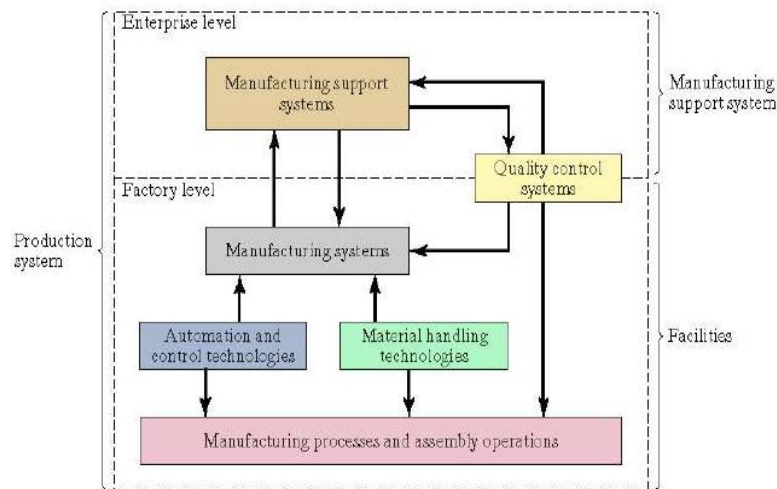 Enterprise level
Manufacturing support
systems
Manufacturing
support system
Quality control
systems
Factory level
Production
system
Manufacturing systems
Automation and
control technologies
Material handling
technologies
Facilities
Manufacturing processes and assembly operations